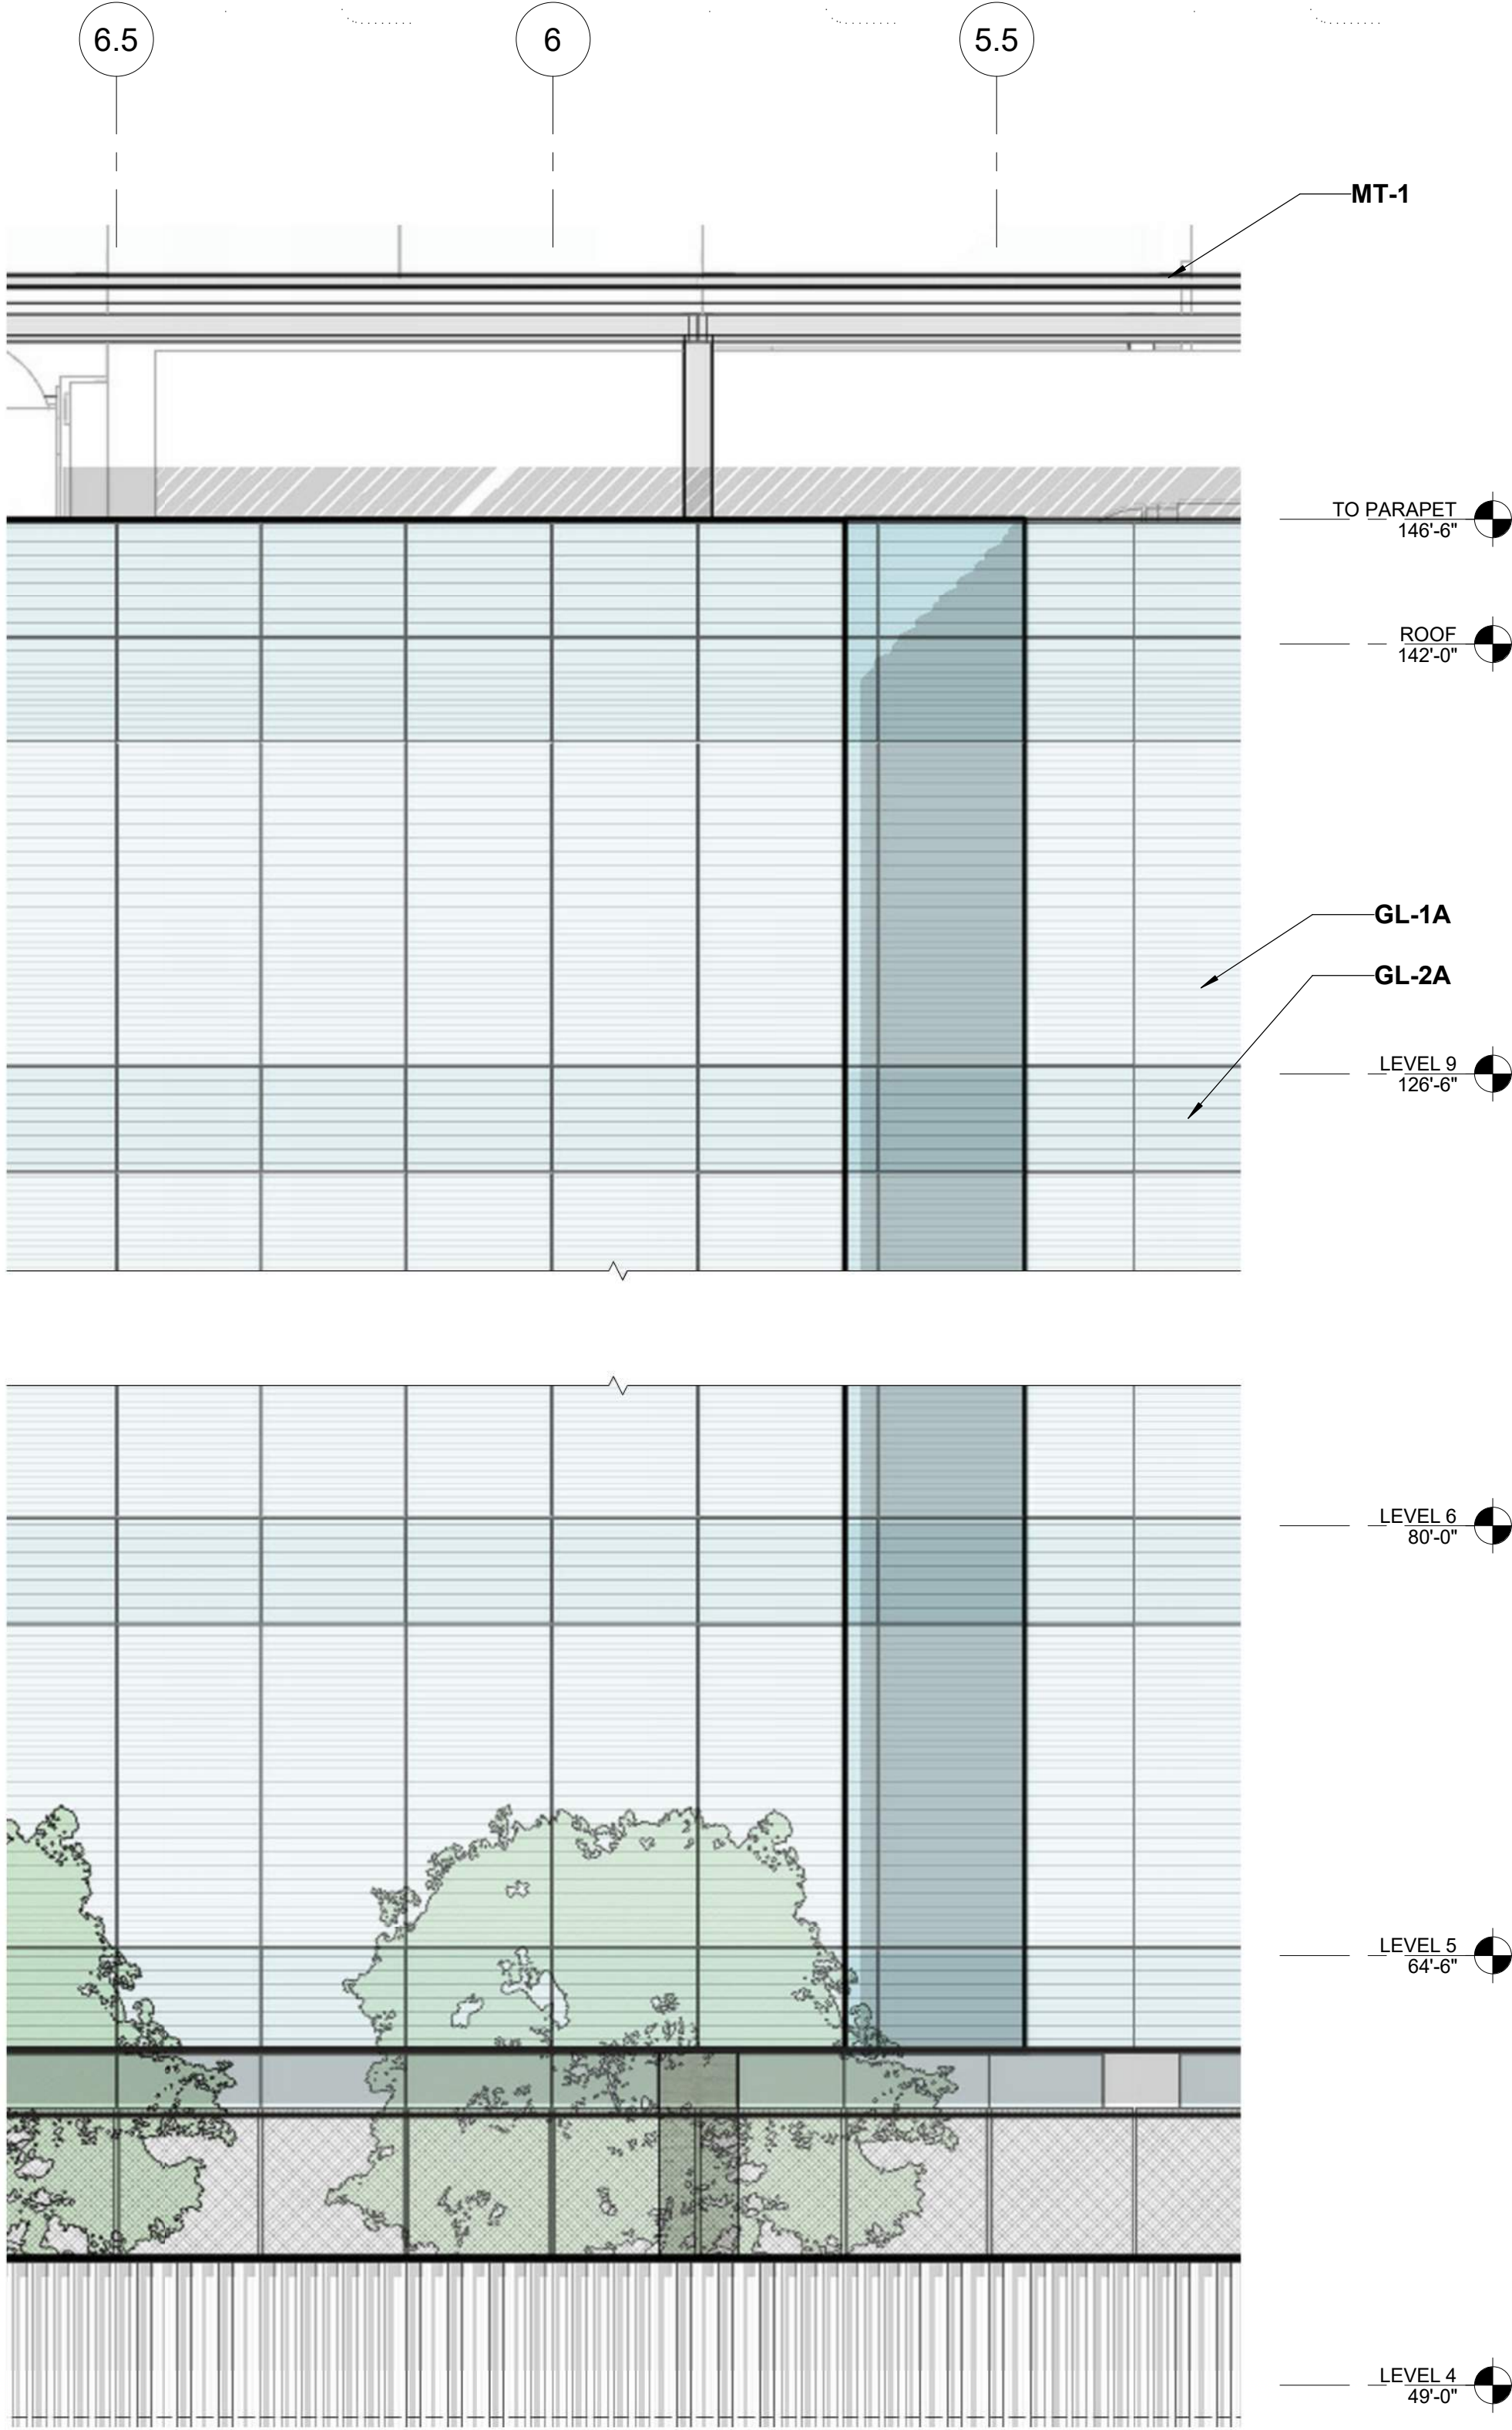 6.5
6
5.5
MT-1
TO PARAPET
146'-6"
ROOF
142'-0"
GL-1A
GL-2A
LEVEL 9
126'-6"
LEVEL 6
80'-0"
LEVEL 5
64'-6"
LEVEL 4
49'-0"